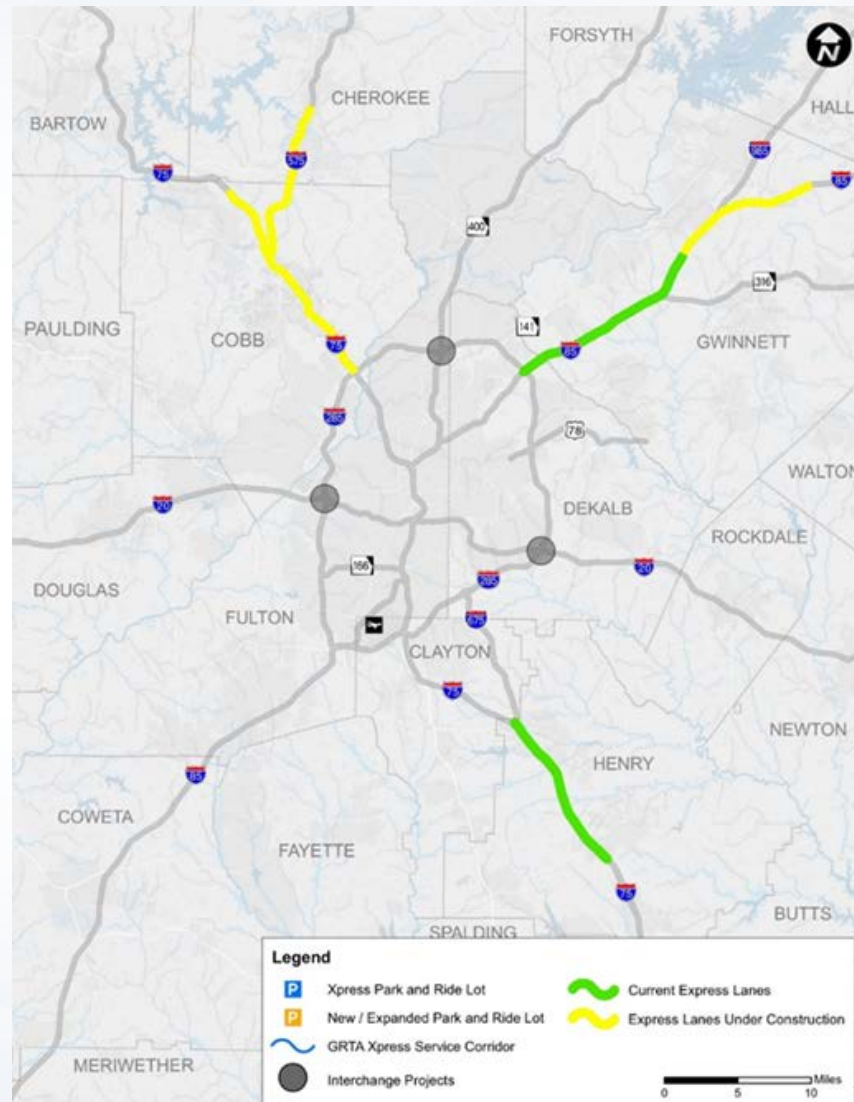 FORSYTH
N
CHEROKEE
HALL
BARTOW
985
575
75
85
400
316
141
PAULDING
COBB
75
85
GWINNETT
285
78
WALTON
20
DEKALB
ROCKDALE
166
285
20
DOUGLAS
FULTON
675
CLAYTON
75
NEWTON
HENRY
85
COWETA
FAYETTE
75
BUTTS
SPALDING
Legend
P Xpress Park and Ride Lot
Current Express Lanes
P New / Expanded Park and Ride Lot
Express Lanes Under Construction
GRTA Xpress Service Corridor
Interchange Projects
Miles
0 5 10
MERIWETHER